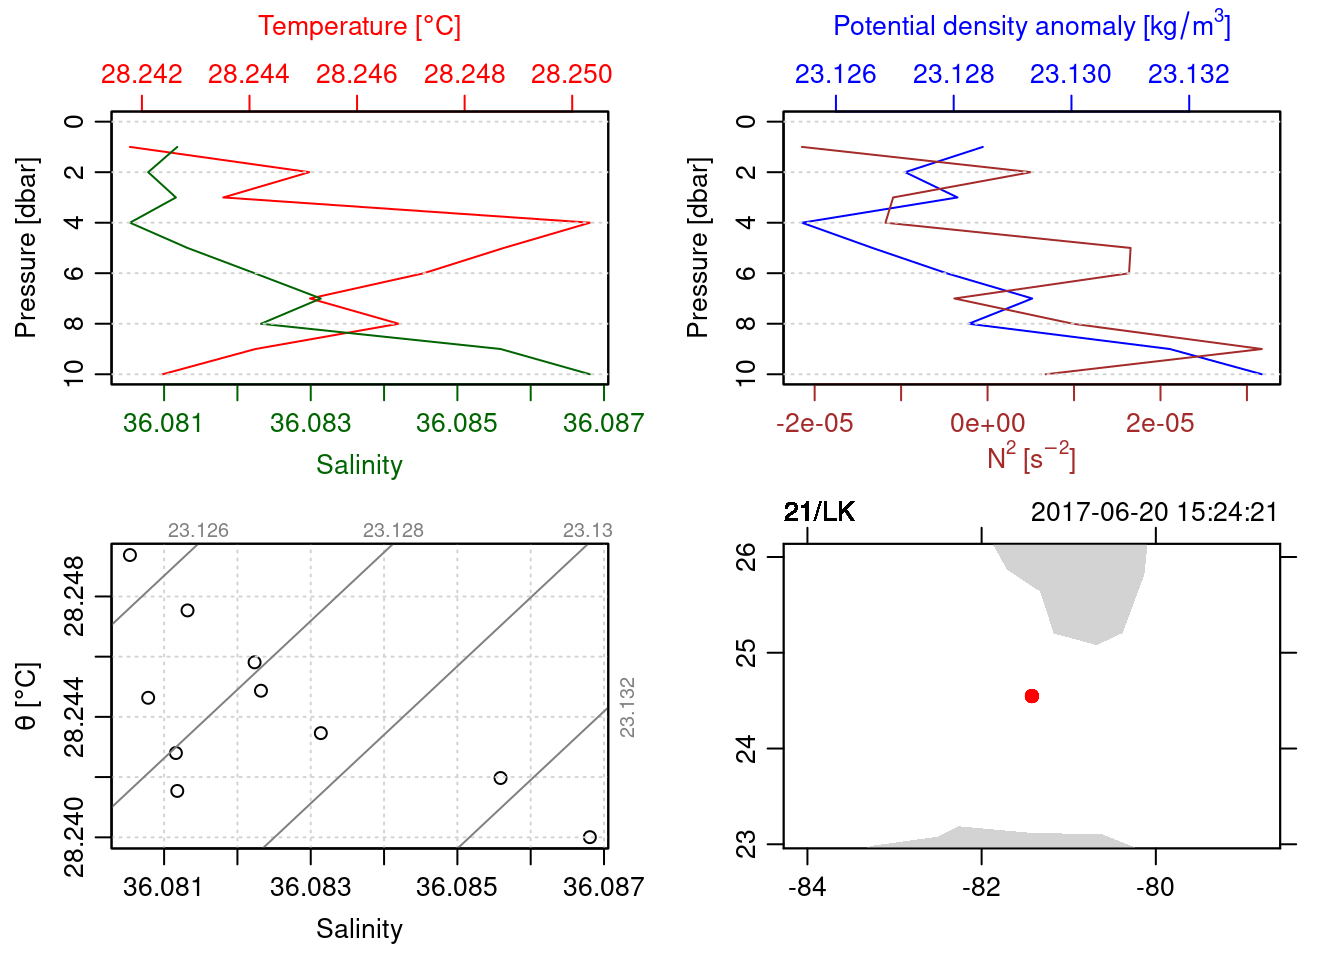 Temperature [°C]
28.242 28.244 28.246 28.248 28.250
Pressure [dbar]
0
2
4
6
8
10
36.081 36.083 36.085 36.087
Salinity
Potential density anomaly [kg/m³]
23.126 23.128 23.130 23.132
Pressure [dbar]
0
2
4
6
8
10
-2e-05 0e+00 2e-05
N² [s⁻²]
23.126 23.128 23.13
23.132
θ [°C]
28.248
28.244
28.240
36.081 36.083 36.085 36.087
Salinity
21/LK 2017-06-20 15:24:21
26
25
24
23
-84 -82 -80